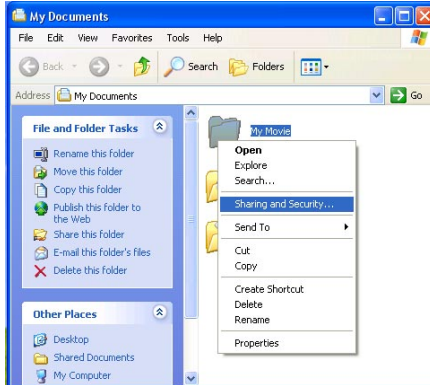 My Documents
File Edit View Favorites Tools Help
Back Search Folders
Address My Documents Go
File and Folder Tasks
Rename this folder
Move this folder
Copy this folder
Publish this folder to
the Web
Share this folder
E-mail this folder's files
Delete this folder
Other Places
Desktop
Shared Documents
My Computer
My Movie
Open
Explore
Search...
Sharing and Security...
Send To
Cut
Copy
Create Shortcut
Delete
Rename
Properties